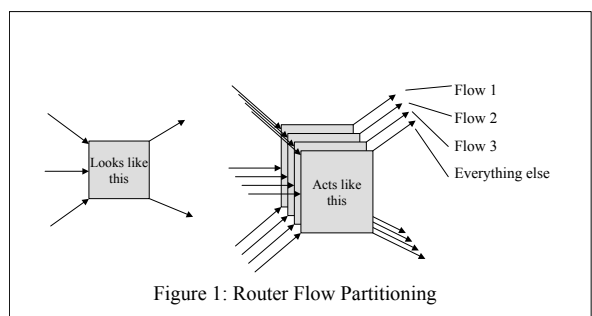 Looks like
this
Acts like
this
Flow 1
Flow 2
Flow 3
Everything else
Figure 1: Router Flow Partitioning